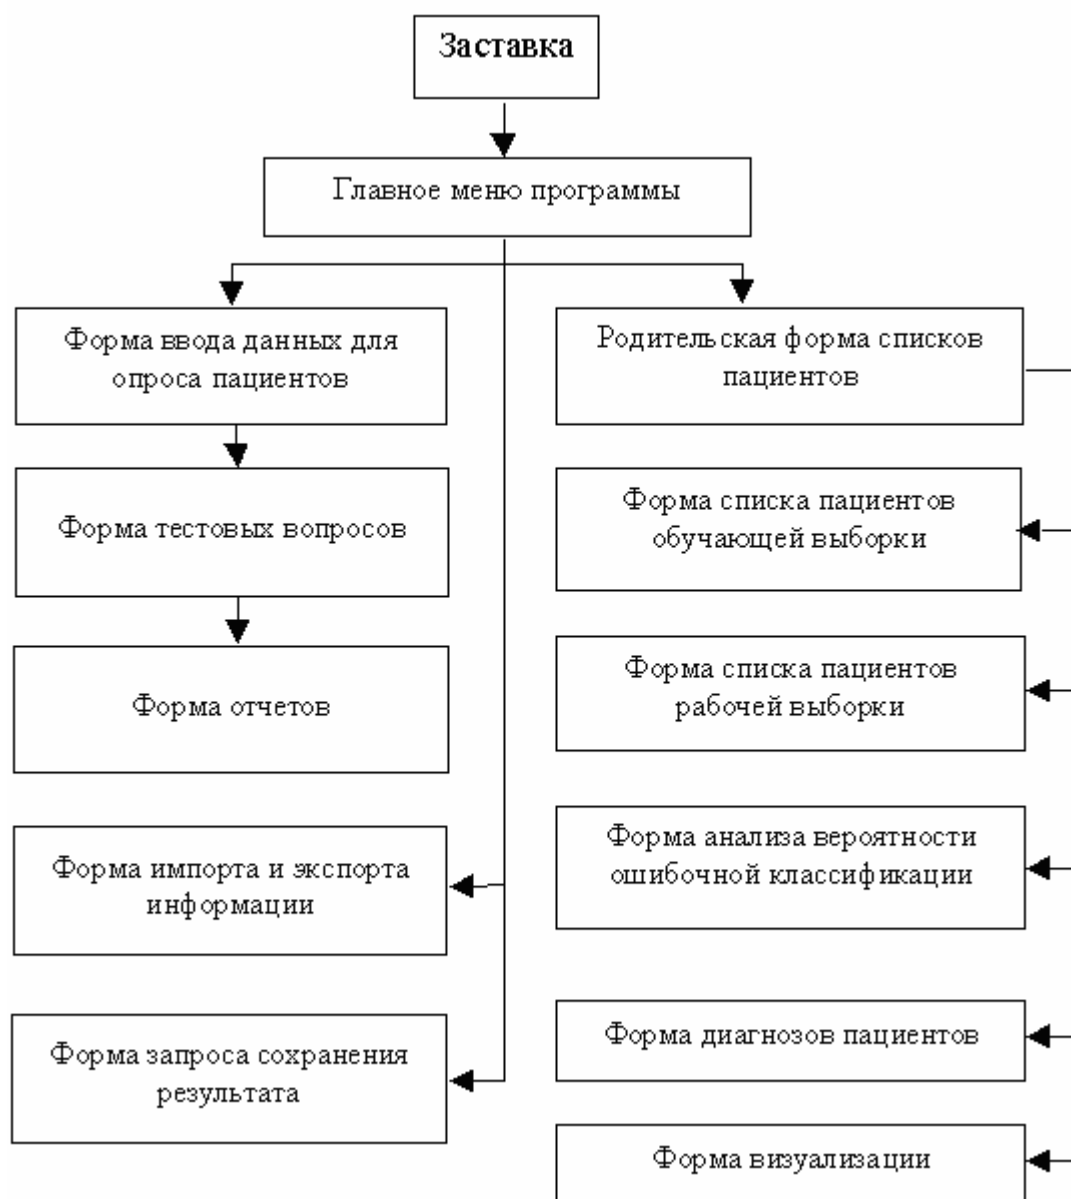 Заставка
Главное меню программы
Форма ввода данных для
опроса пациентов
Родительская форма списков
пациентов
Форма тестовых вопросов
Форма списка пациентов
обучающей выборки
Форма отчетов
Форма списка пациентов
рабочей выборки
Форма импорта и экспорта
информации
Форма анализа вероятности
ошибочной классификации
Форма запроса сохранения
результата
Форма диагнозов пациентов
Форма визуализации